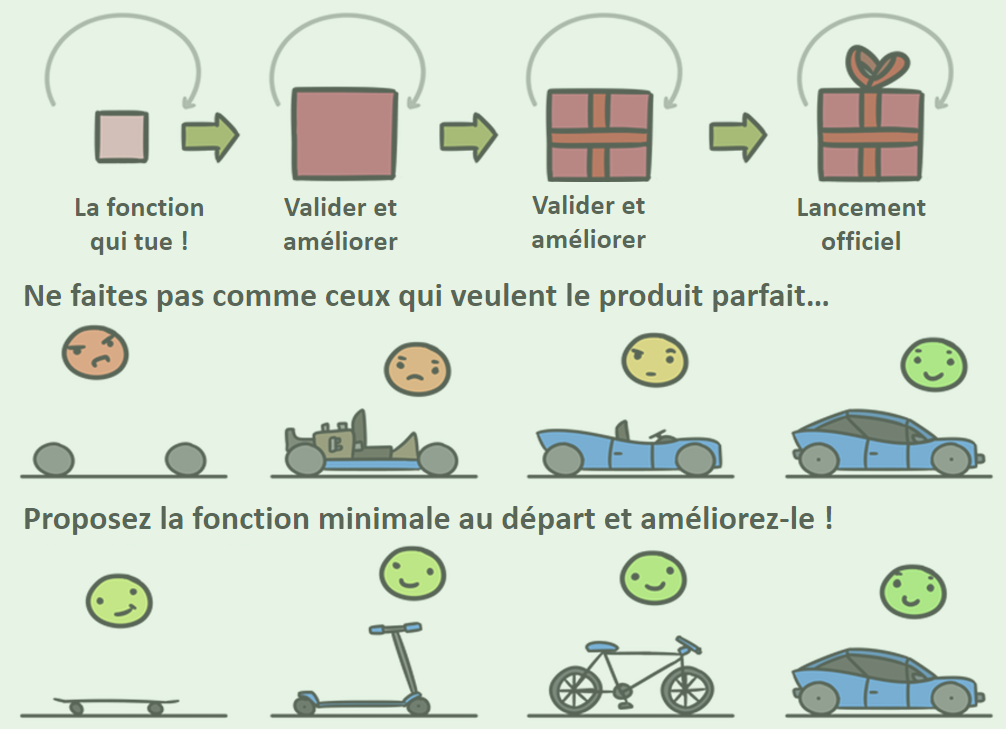 La fonction
qui tue !
Valider et
améliorer
Valider et
améliorer
Lancement
officiel
Ne faites pas comme ceux qui veulent le produit parfait...
Proposez la fonction minimale au départ et améliorez-le !